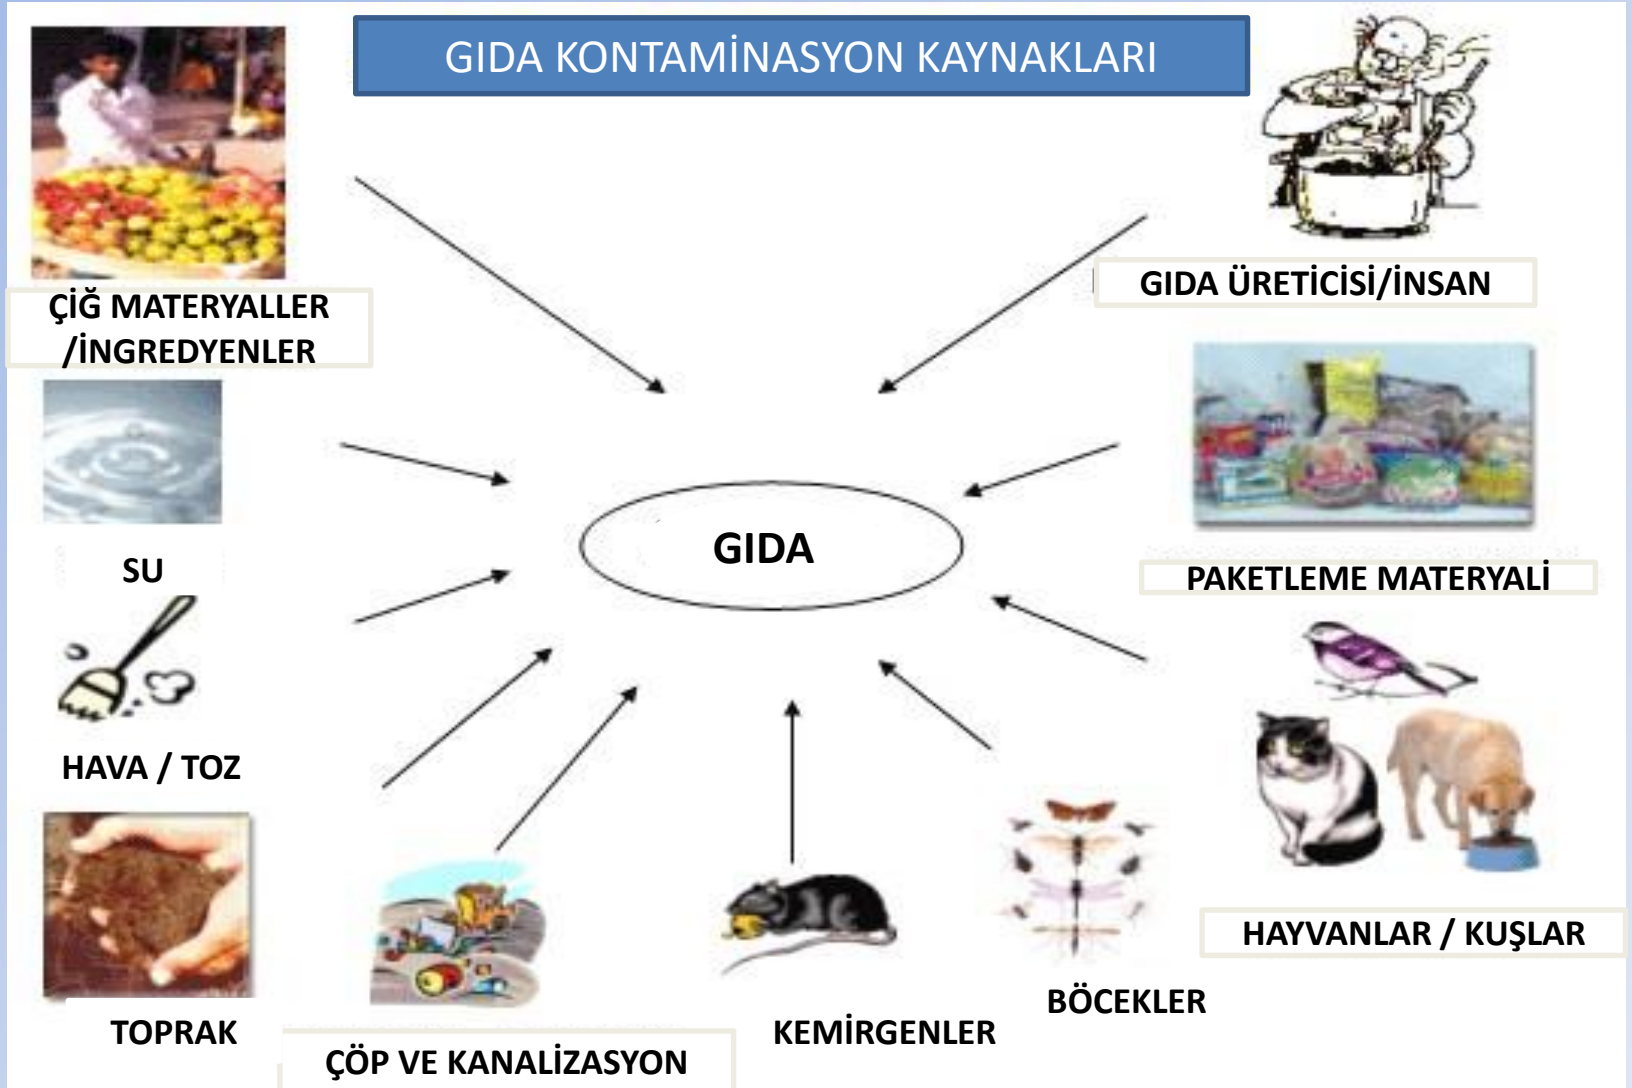 GIDA KONTAMİNASYON KAYNAKLARI
ÇİĞ MATERYALLER
/İNGREDYENLER
GIDA ÜRETİCİSİ/İNSAN
SU
GIDA
PAKETLEME MATERYALİ
HAVA / TOZ
HAYVANLAR / KUŞLAR
TOPRAK
ÇÖP VE KANALİZASYON
KEMİRGENLER
BÖCEKLER